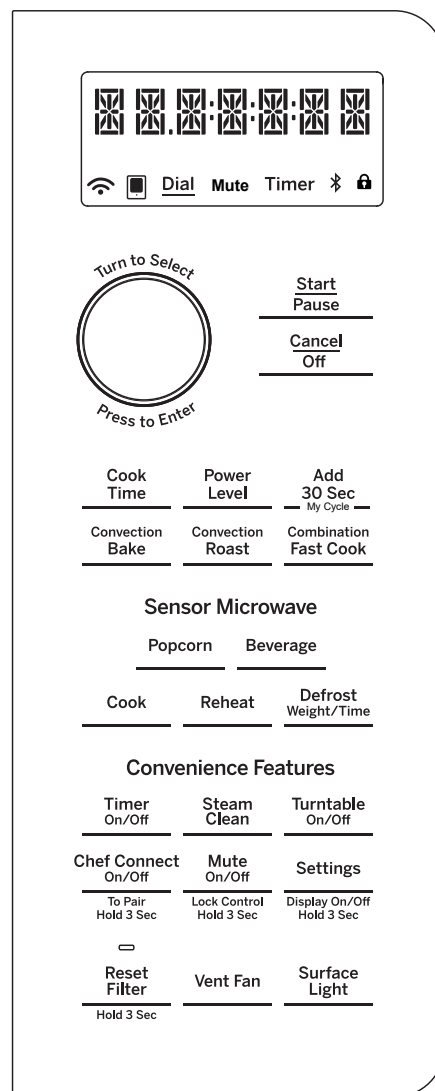 Dial Mute Timer
Turn to Select
Press to Enter
Start
Pause
Cancel
Off
Cook Time
Power Level
Add 30 Sec
My Cycle
Convection Bake
Convection Roast
Combination Fast Cook
Sensor Microwave
Popcorn
Beverage
Cook
Reheat
Defrost
Weight/Time
Convenience Features
Timer
On/Off
Steam Clean
Turntable
On/Off
Chef Connect
On/Off
To Pair
Hold 3 Sec
Mute
On/Off
Lock Control
Hold 3 Sec
Settings
Display On/Off
Hold 3 Sec
Reset Filter
Hold 3 Sec
Vent Fan
Surface Light